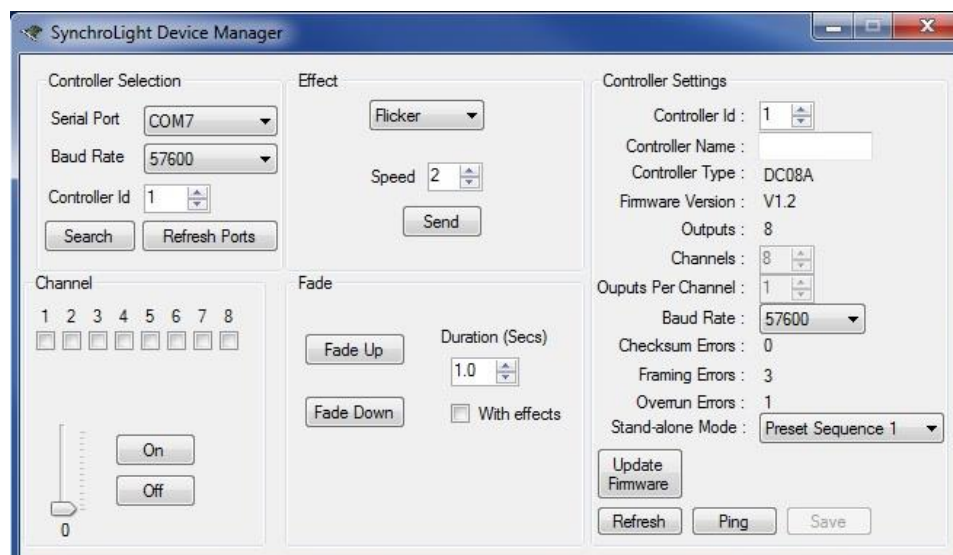 SynchroLight Device Manager
Controller Selection
Serial Port COM7
Baud Rate 57600
Controller Id 1
Search Refresh Ports
Effect
Flicker
Speed 2
Send
Channel
1 2 3 4 5 6 7 8
On
Off
0
Fade
Fade Up
Fade Down
Duration (Secs)
1.0
With effects
Controller Settings
Controller Id : 1
Controller Name :
Controller Type : DC08A
Firmware Version : V1.2
Outputs : 8
Channels : 8
Ouputs Per Channel : 1
Baud Rate : 57600
Checksum Errors : 0
Framing Errors : 3
Overrun Errors : 1
Stand-alone Mode : Preset Sequence 1
Update
Firmware
Refresh Ping Save